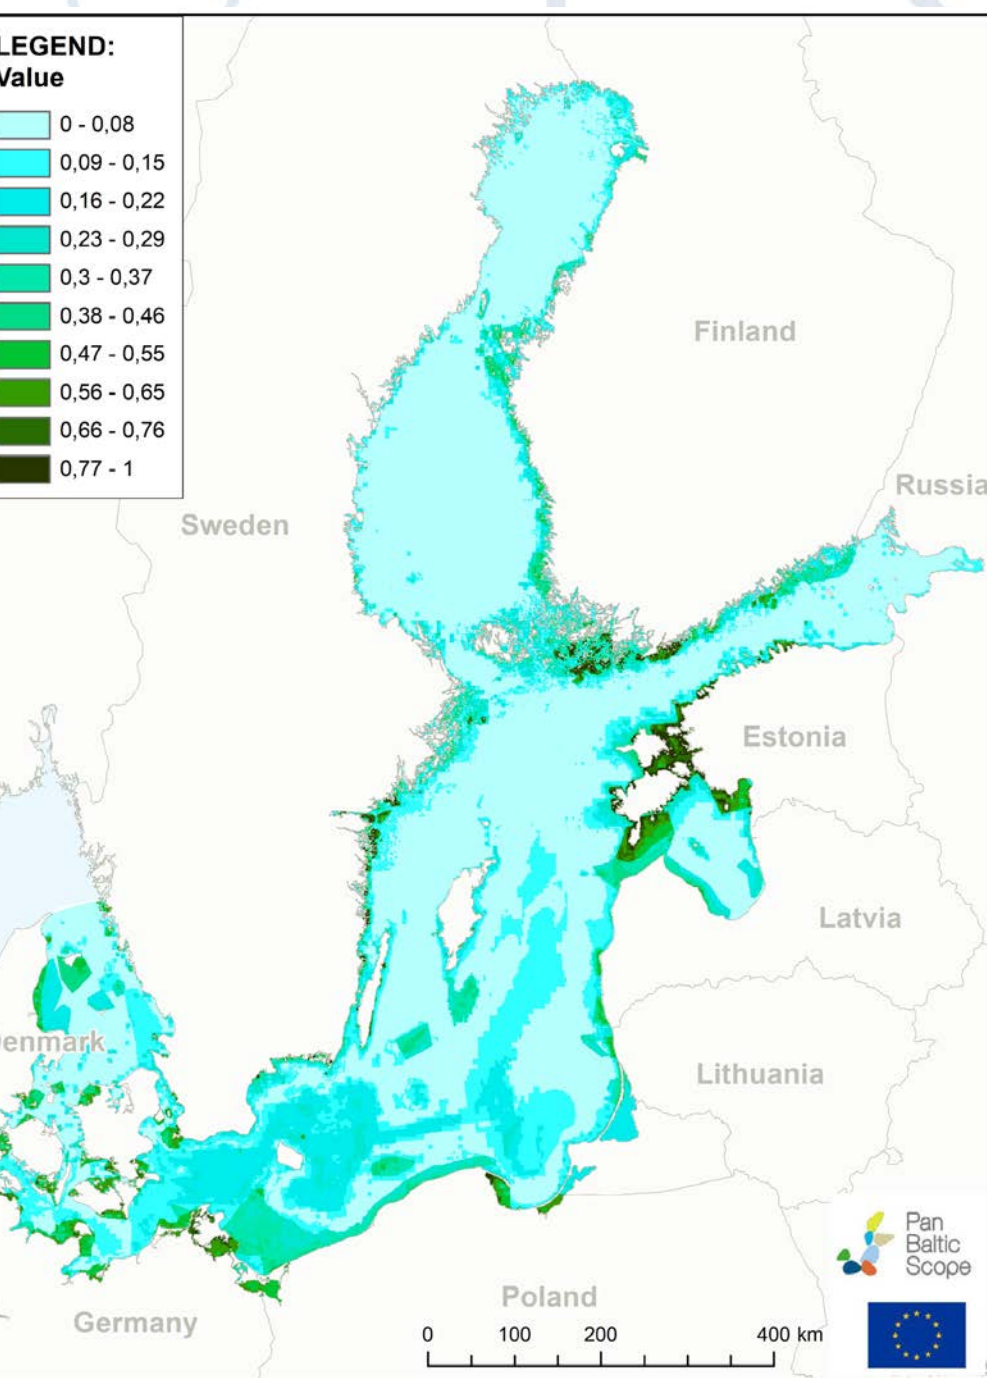 LEGEND:
Value
0 - 0,08
0,09 - 0,15
0,16 - 0,22
0,23 - 0,29
0,3 - 0,37
0,38 - 0,46
0,47 - 0,55
0,56 - 0,65
0,66 - 0,76
0,77 - 1
Finland
Russia
Sweden
Estonia
Latvia
enmark
Lithuania
Poland
Germany
0 100 200 400 km
Pan
Baltic
Scope